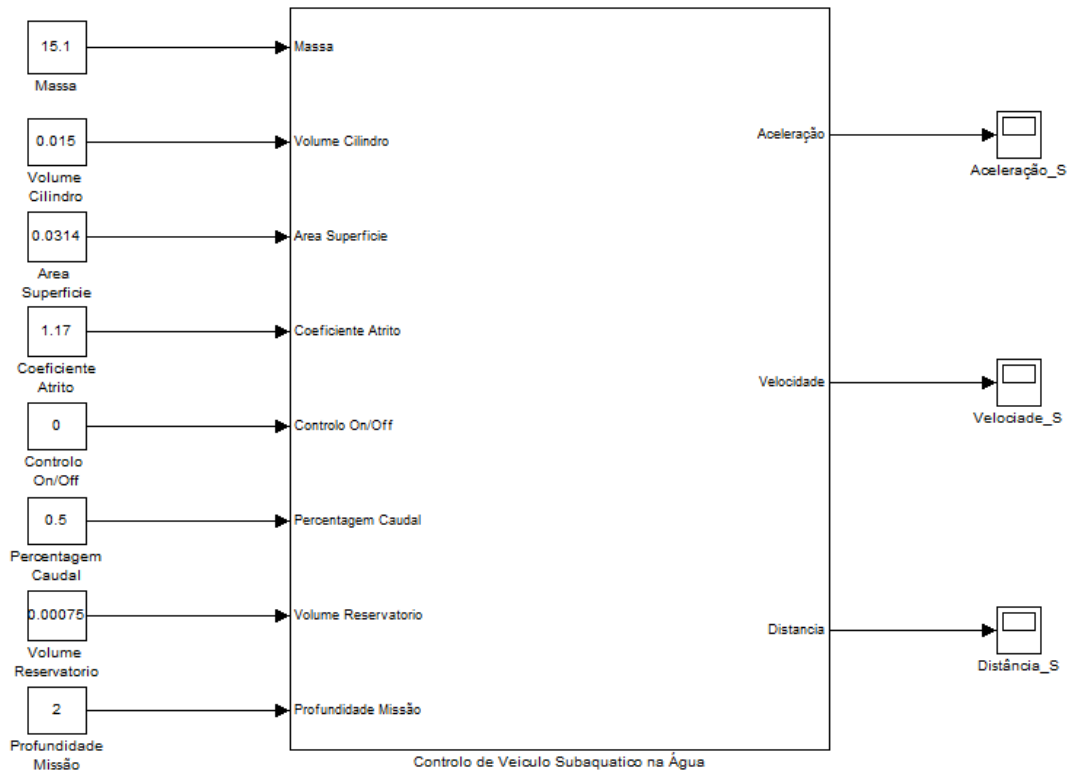 15.1
Massa
Massa
0.015
Volume
Cilindro
Volume Cilindro
0.0314
Area
Superficie
Area Superficie
1.17
Coeficiente
Atrito
Coeficiente Atrito
0
Controlo
On/Off
Controlo On/Off
0.5
Percentagem
Caudal
Percentagem Caudal
0.00075
Volume
Reservatorio
Volume Reservatorio
2
Profundidade
Missão
Profundidade Missão
Aceleração
Aceleração_S
Velocidade
Velociade_S
Distancia
Distância_S
Controlo de Veiculo Subaquatico na Água